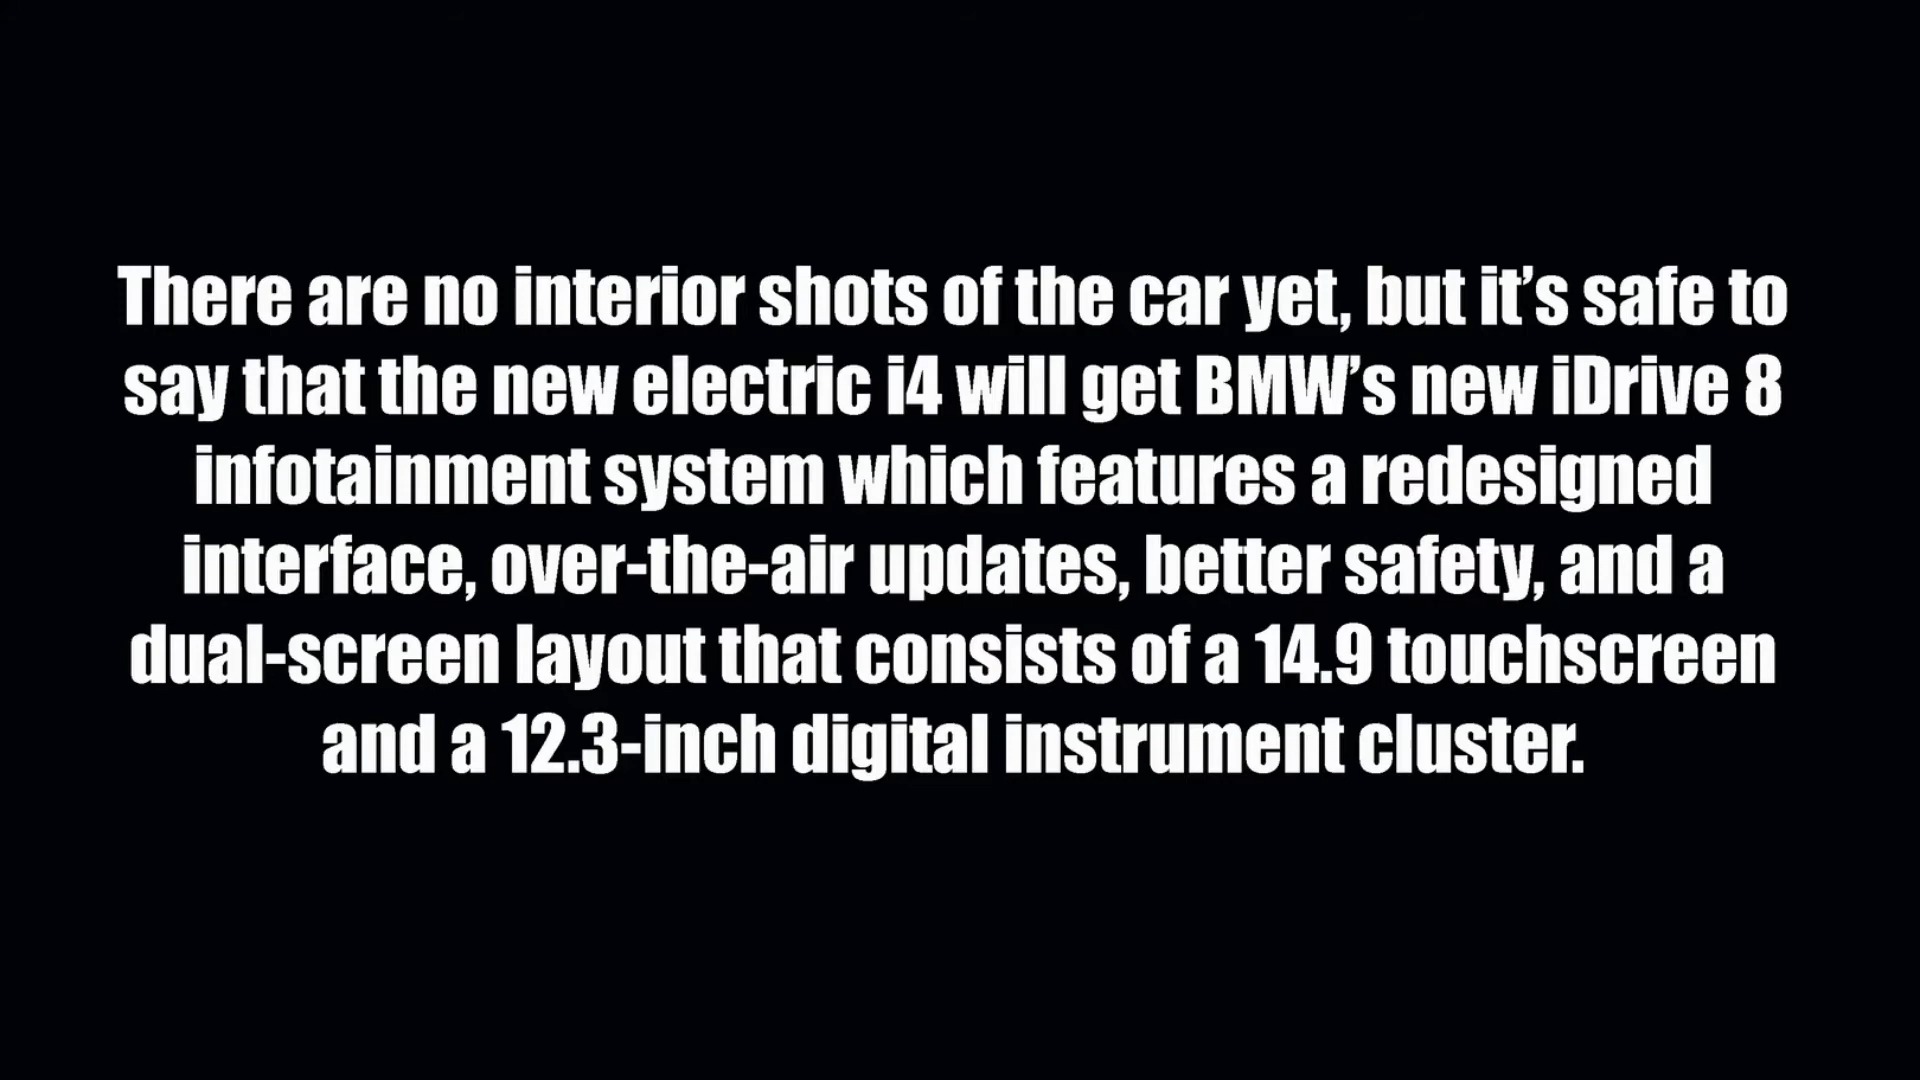 There are no interior shots of the car yet, but it’s safe to
say that the new electric i4 will get BMW’s new iDrive 8
infotainment system which features a redesigned
interface, over-the-air updates, better safety, and a
dual-screen layout that consists of a 14.9 touchscreen
and a 12.3-inch digital instrument cluster.